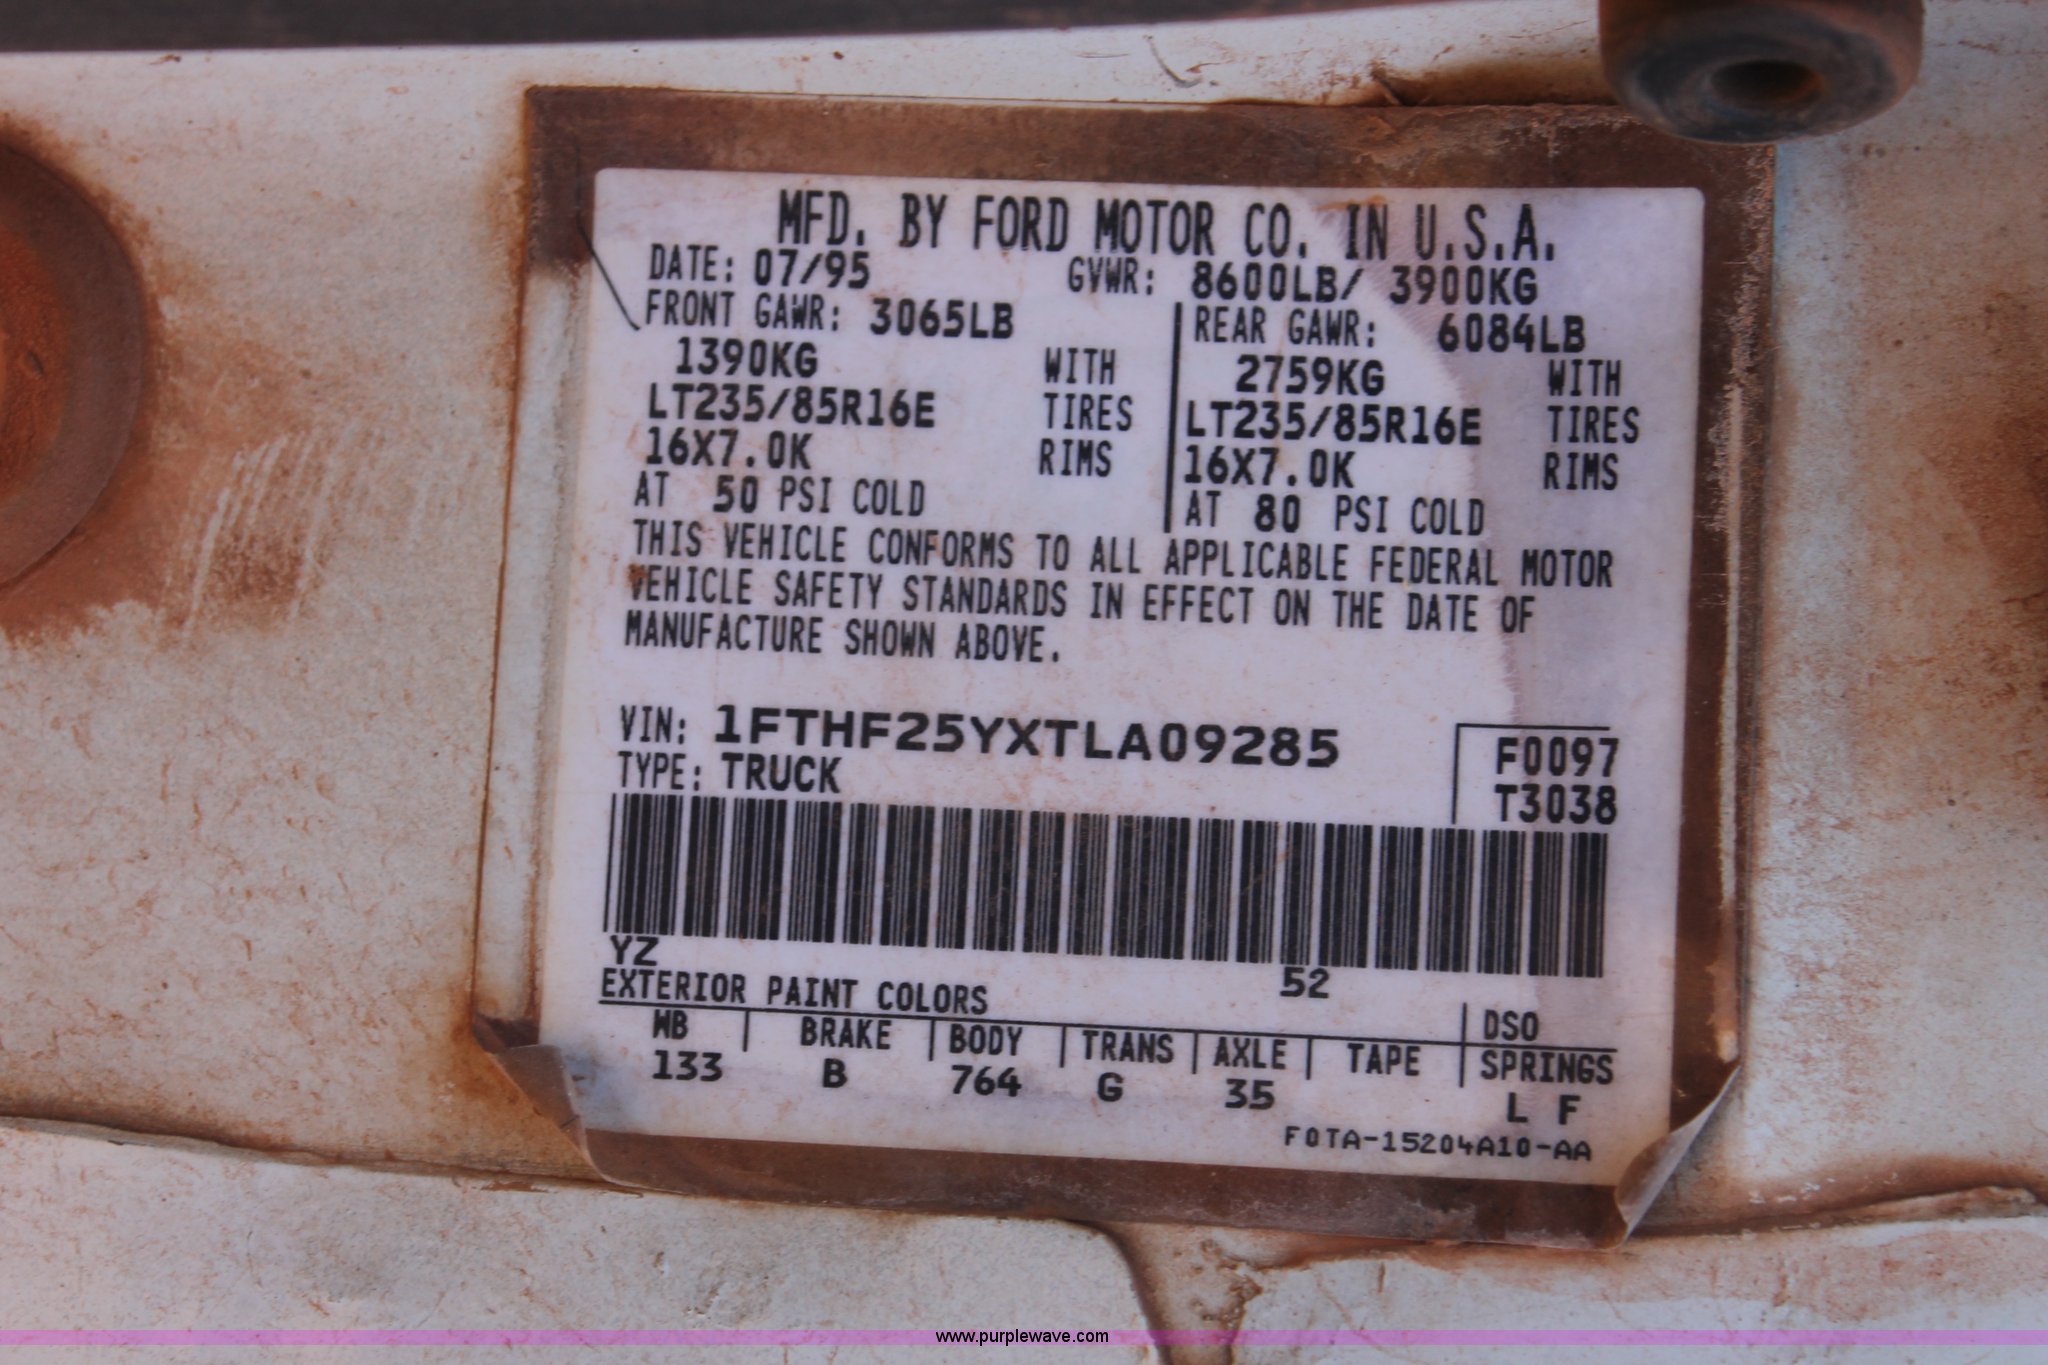 MFD. BY FORD MOTOR CO. IN U.S.A.
DATE: 07/95 GVWR: 8600LB/ 3900KG
FRONT GAWR: 3065LB REAR GAWR: 6084LB
1390KG WITH 2759KG WITH
LT235/85R16E TIRES LT235/85R16E TIRES
16X7.0K RIMS 16X7.0K RIMS
AT 50 PSI COLD AT 80 PSI COLD
THIS VEHICLE CONFORMS TO ALL APPLICABLE FEDERAL MOTOR
VEHICLE SAFETY STANDARDS IN EFFECT ON THE DATE OF
MANUFACTURE SHOWN ABOVE.
VIN: 1FTHF25YXTLA09285 F0097
TYPE: TRUCK T3038
YZ 52
EXTERIOR PAINT COLORS DSO
WB BRAKE BODY TRANS AXLE TAPE SPRINGS
133 B 764 G 35 L F
F0TA-15204A10-AA
www.purplewave.com